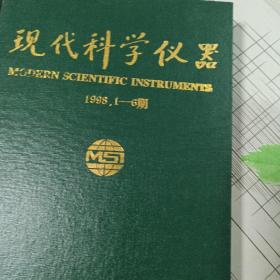 现代科学仪器
MODERN SCIENTIFIC INSTRUMENTS
1998.1—6期
MSI